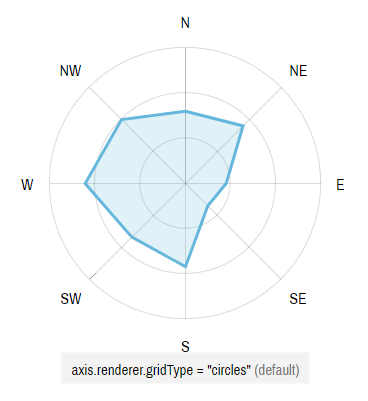 N
NW
NE
W
E
SW
SE
S
axis.renderer.gridType = "circles" (default)